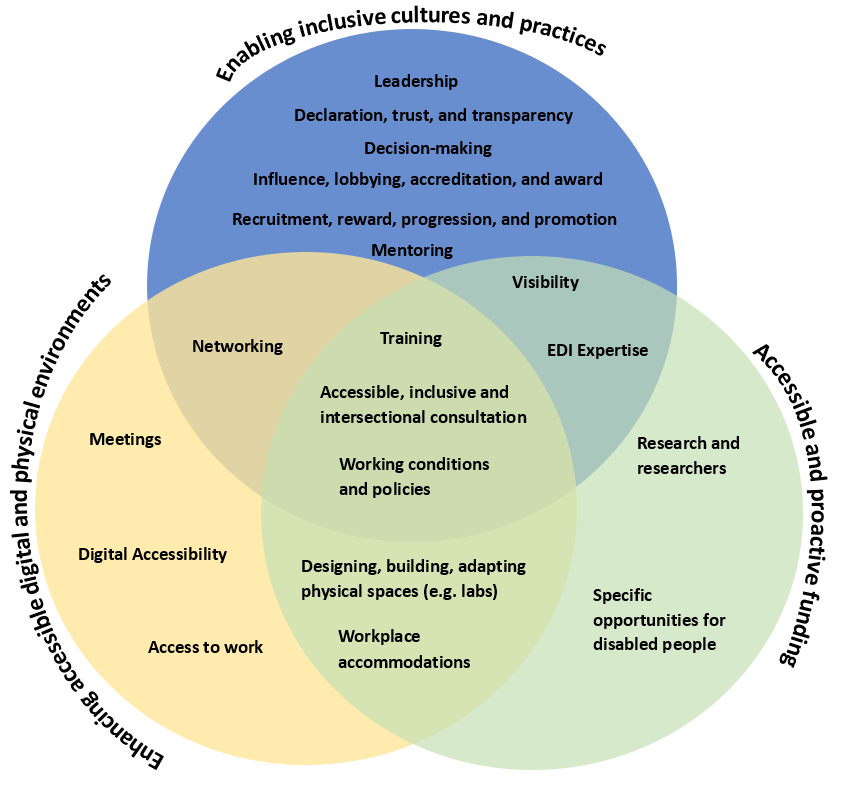 Enabling inclusive cultures and practices
Leadership
Declaration, trust, and transparency
Decision-making
Influence, lobbying, accreditation, and award
Recruitment, reward, progression, and promotion
Mentoring
Visibility
Networking
Training
EDI Expertise
Accessible, inclusive and
intersectional consultation
Working conditions
and policies
Enhancing accessible digital and physical environments
Meetings
Digital Accessibility
Access to work
Designing, building, adapting
physical spaces (e.g. labs)
Workplace
accommodations
Accessible and proactive funding
Research and
researchers
Specific
opportunities for
disabled people